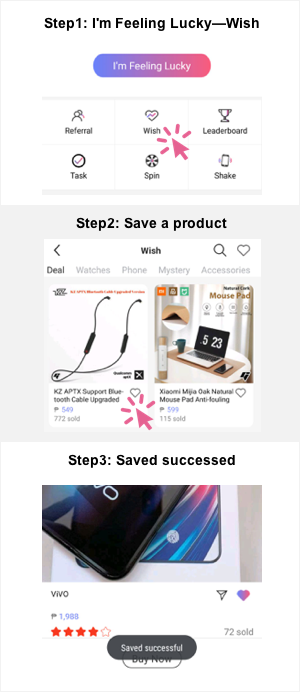 Step1: I'm Feeling Lucky—Wish
I'm Feeling Lucky
Referral Wish Leaderboard
Task Spin Shake
Step2: Save a product
Wish
Deal Watches Phone Mystery Accessories
KZ APTX Bluetooth Cable Upgraded Version
Natural Cork
Mouse Pad
5 23
KZ APTX Support Blue-
tooth Cable Upgraded
₱ 549
772 sold
Xiaomi Mijia Oak Natural
Mouse Pad Anti-fouling
₱ 599
115 sold
Step3: Saved successed
VIVO
₱ 1,988
72 sold
Saved successful
Buy Now